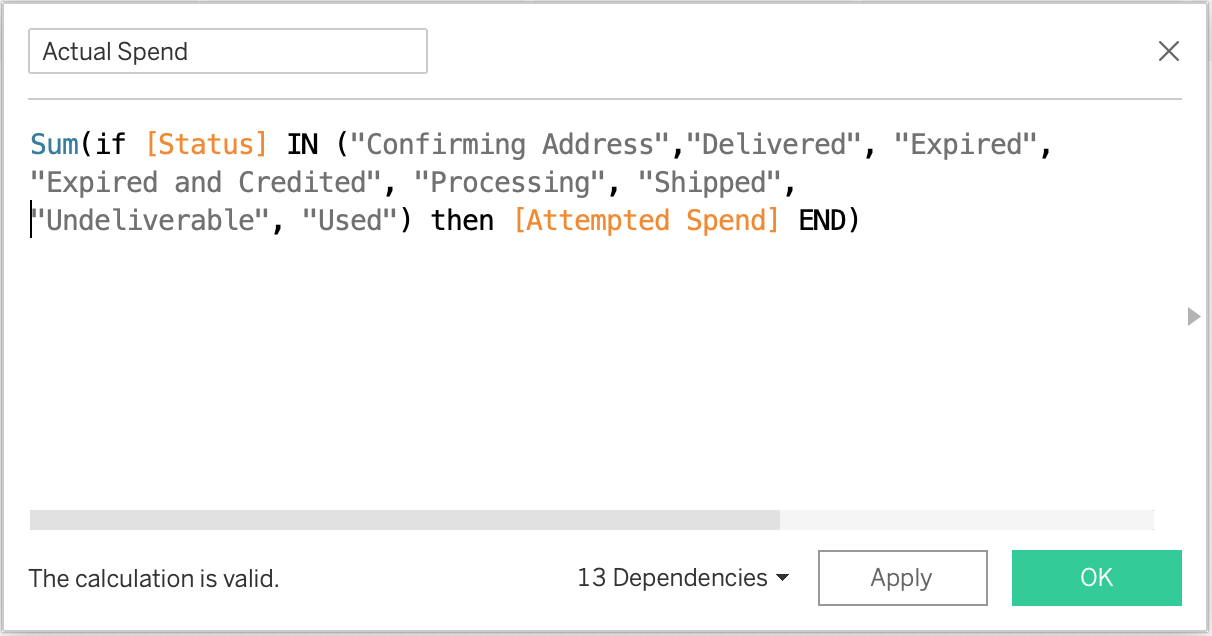 Actual Spend
Sum(if [Status] IN ("Confirming Address","Delivered", "Expired",
"Expired and Credited", "Processing", "Shipped",
"Undeliverable", "Used") then [Attempted Spend] END)
The calculation is valid.
13 Dependencies
Apply
OK